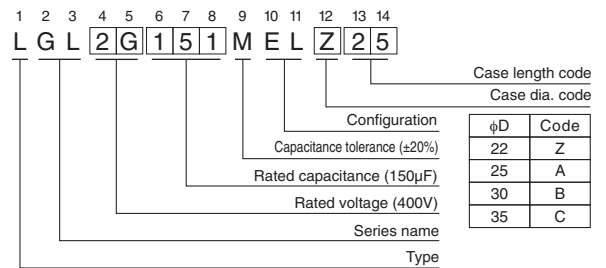 1 2 3 4 5 6 7 8 9 10 11 12 13 14
L G L 2 G 1 5 1 M E L Z 2 5
Case length code
Case dia. code
Configuration
Capacitance tolerance (±20%)
Rated capacitance (150µF)
Rated voltage (400V)
Series name
Type
ϕD Code
22 Z
25 A
30 B
35 C